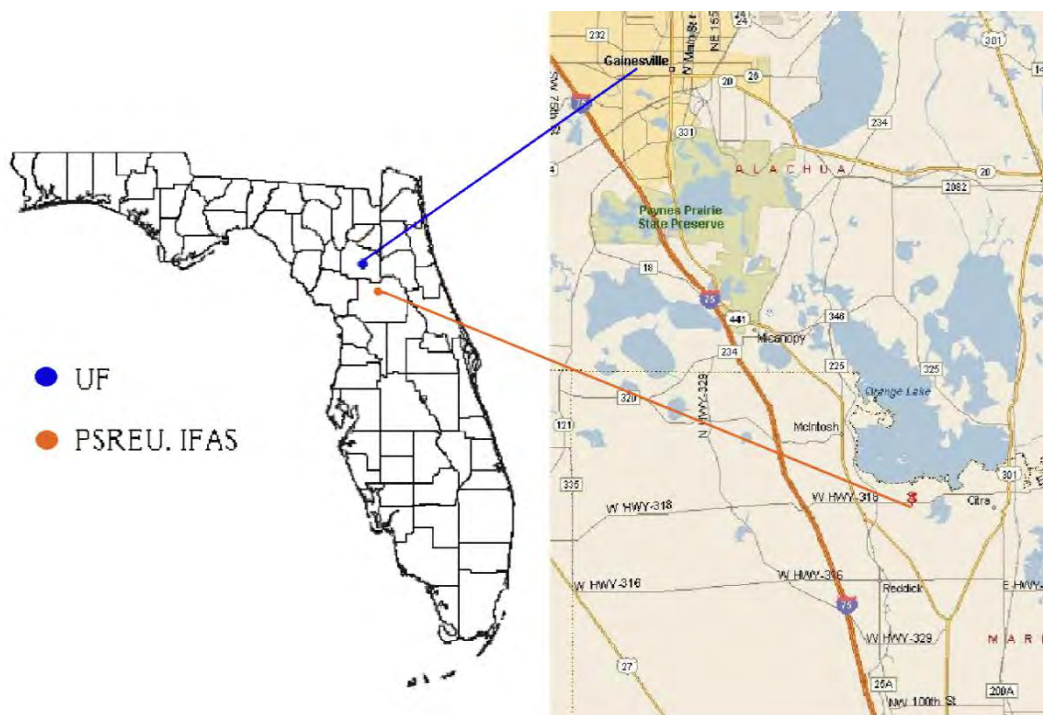 UF
PSREU. IFAS
24
301
232
N Main St
NE 155
Gainesville
20
26
SW 75th St
75
331
234
ALACHUA
20
2082
Paynes Prairie
State Preserve
18
75
441
346
Micanopy
234
225
325
Orange Lake
320
N HWY-329
121
McIntosh
301
335
W HWY-318
W HWY-318
Citra
W HWY-316
W HWY-316
E HWY-
Reddick
75
W HWY-329
MAR
27
25A
200A
NW 100th St